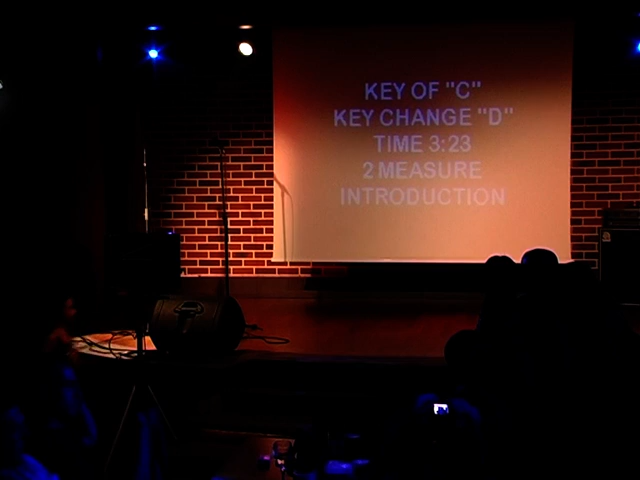 KEY OF "C"
KEY CHANGE "D"
TIME 3:23
2 MEASURE
INTRODUCTION